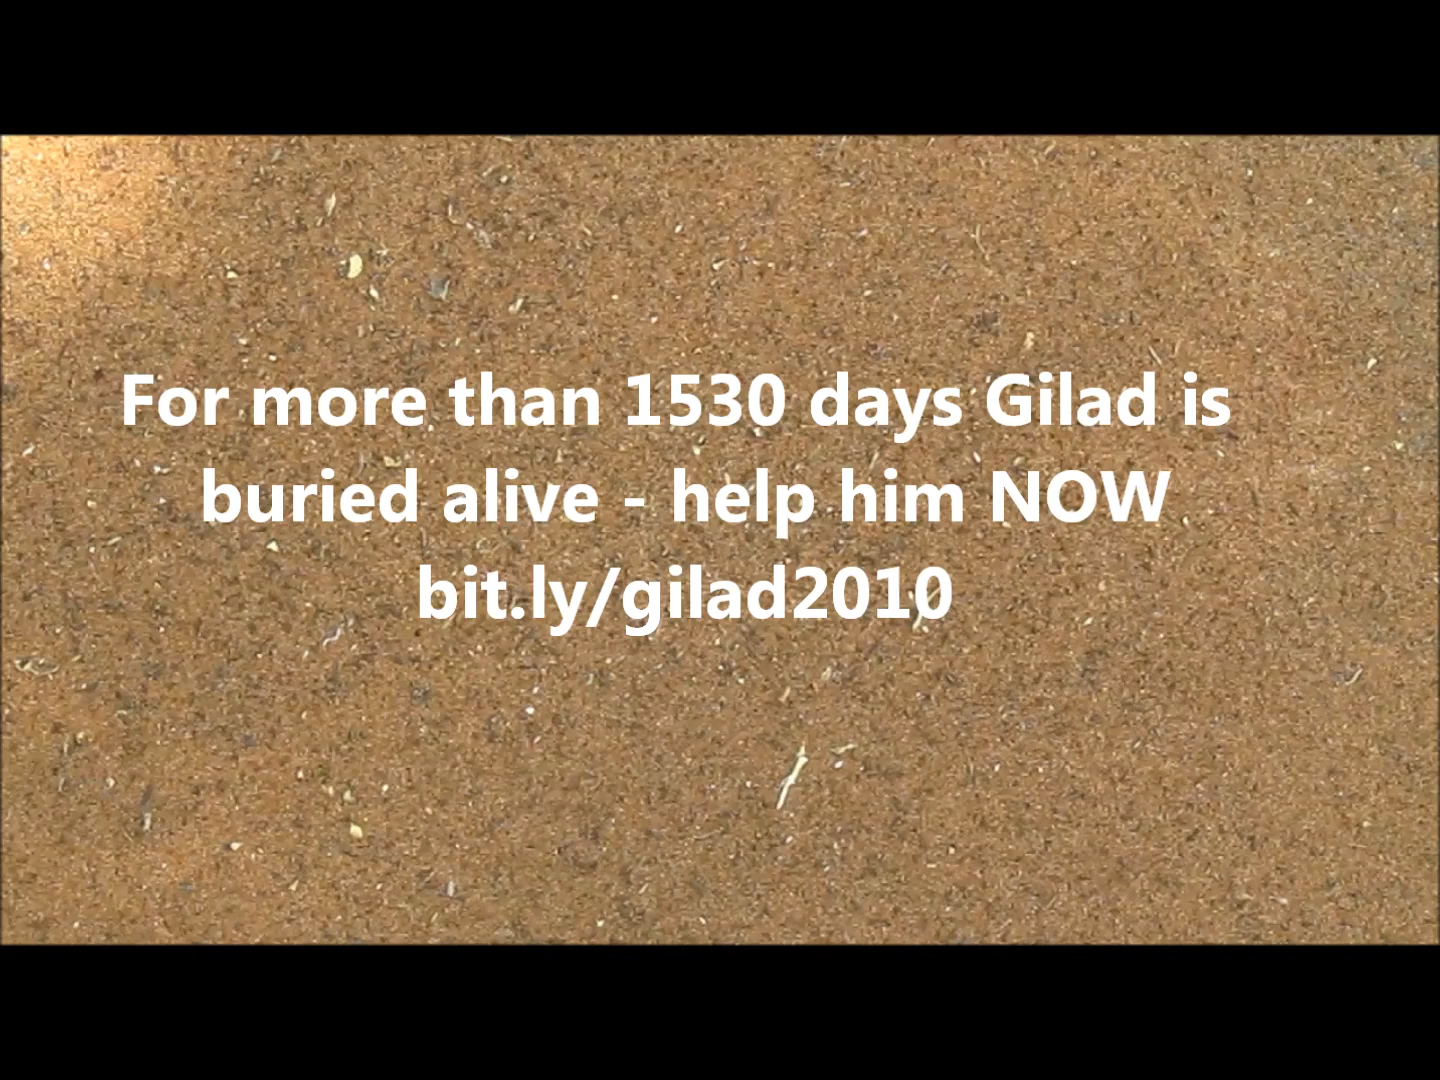 For more than 1530 days Gilad is
buried alive - help him NOW
bit.ly/gilad2010